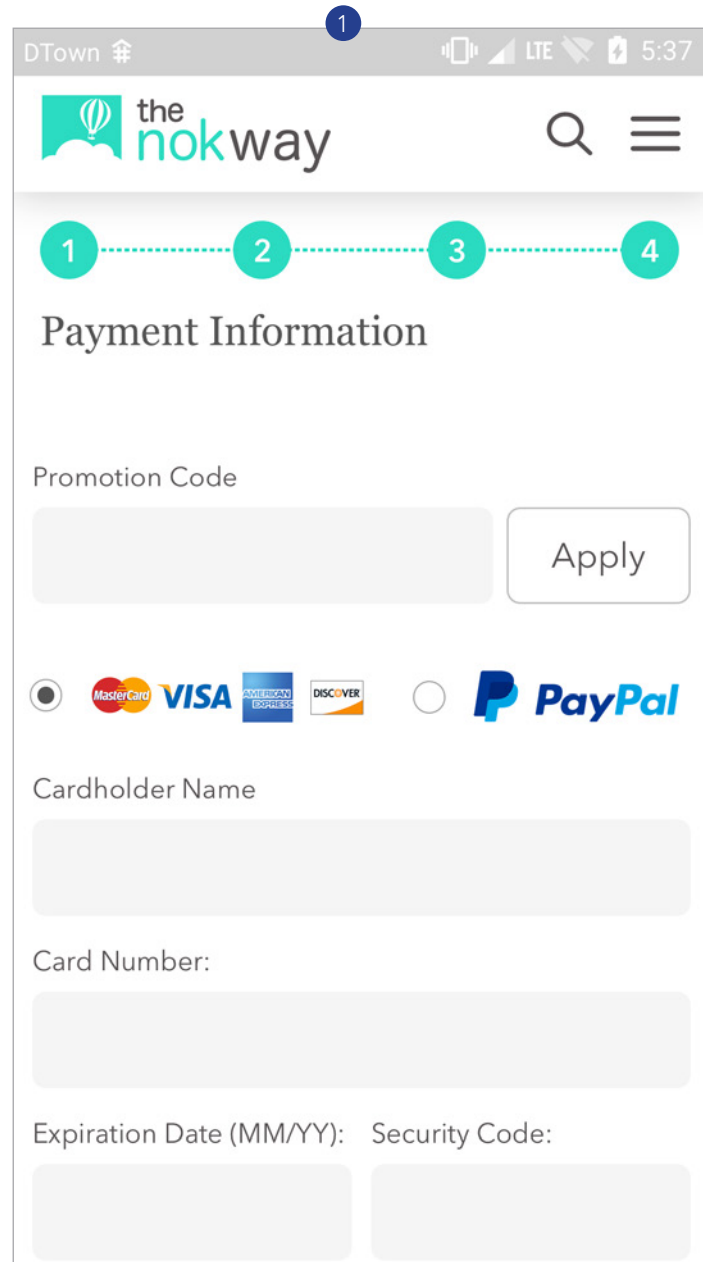 1
DTown LTE 5:37
the
nokway
1 2 3 4
Payment Information
Promotion Code
Apply
MasterCard VISA AMERICAN EXPRESS DISCOVER PayPal
Cardholder Name
Card Number:
Expiration Date (MM/YY): Security Code: